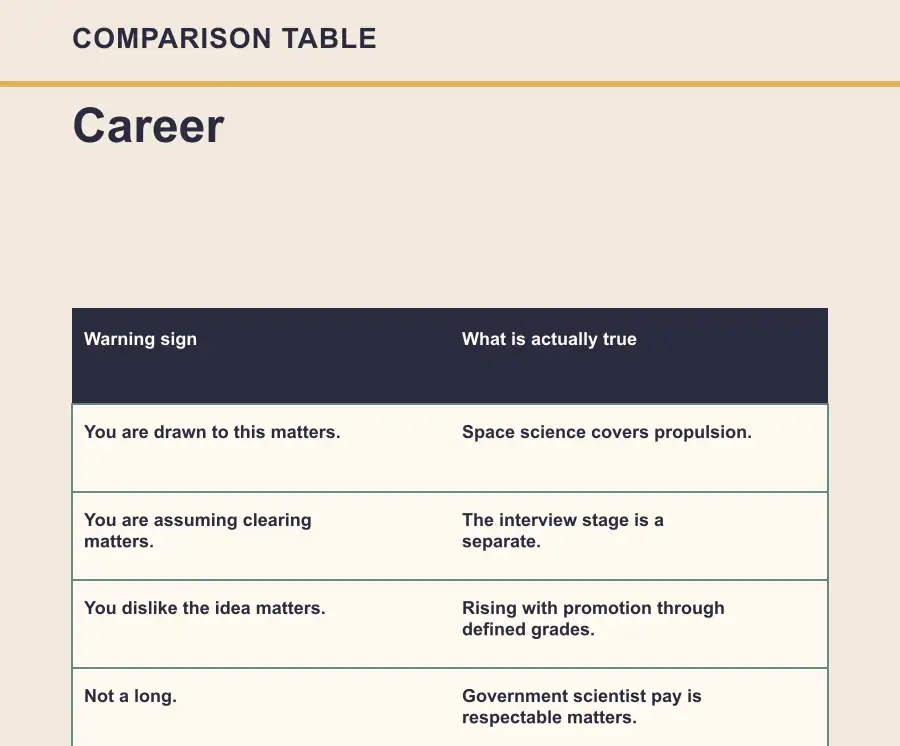 COMPARISON TABLE
Career
Warning sign
What is actually true
You are drawn to this matters.
Space science covers propulsion.
You are assuming clearing
matters.
The interview stage is a
separate.
You dislike the idea matters.
Rising with promotion through
defined grades.
Not a long.
Government scientist pay is
respectable matters.